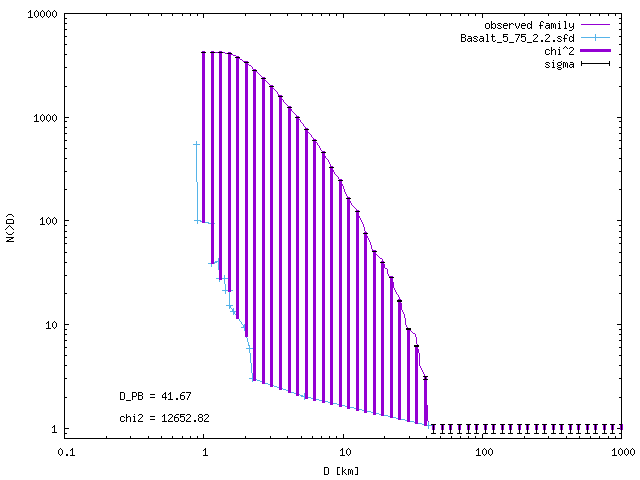 10000
observed family
Basalt_5_75_2.2.sfd
chi^2
sigma
1000
100
N(>D)
10
D_PB = 41.67
chi2 = 12652.82
1
0.1 1 10 100 1000
D [km]